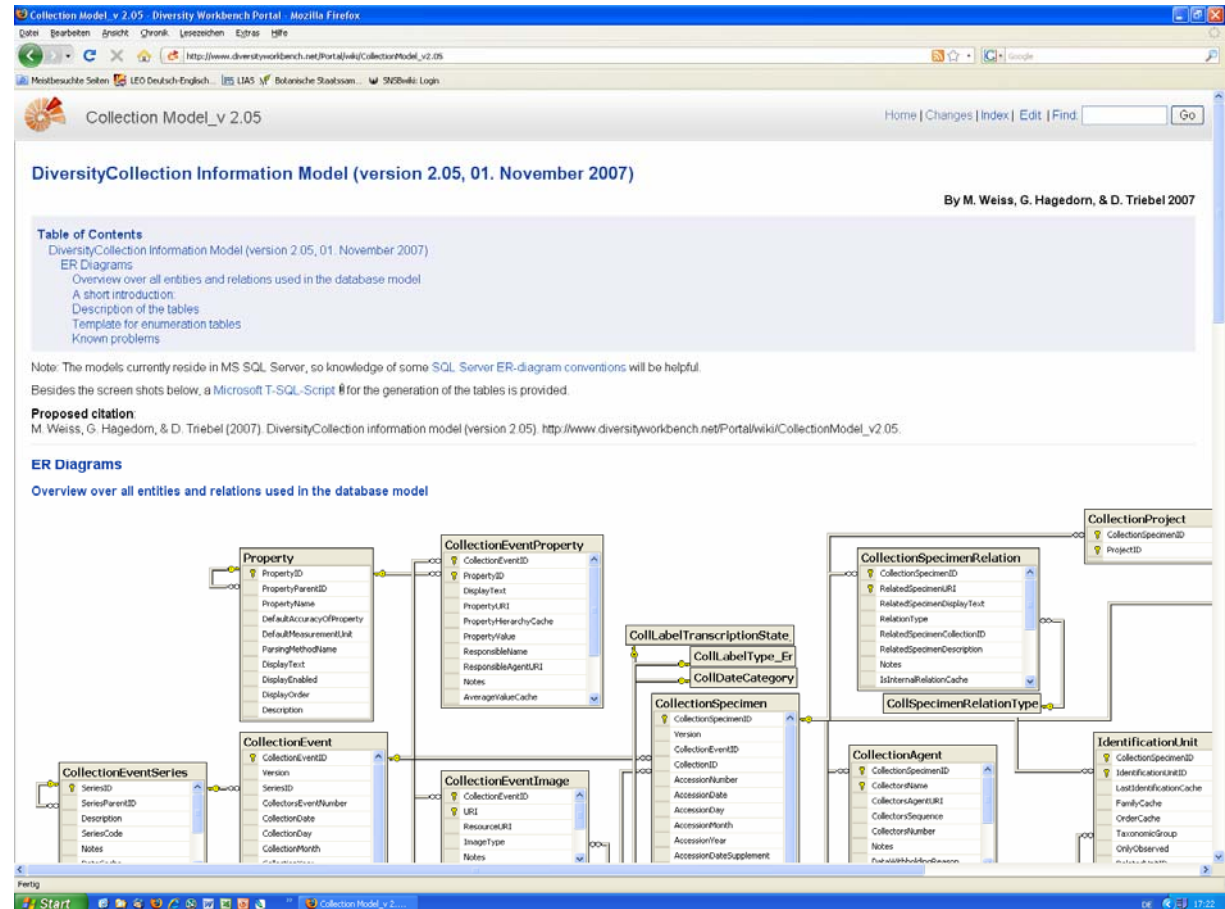 Collection Model_v 2.05 - Diversity Workbench Portal - Mozilla Firefox
Datei Bearbeiten Ansicht Chronik Lesezeichen Extras Hilfe
http://www.diversityworkbench.net/Portal/wiki/CollectionModel_v2.05
Google
Meistbesuchte Seiten LEO Deutsch-Englisch... LIAS Botanische Staatssam... SNSBwiki: Login
Collection Model_v 2.05
Home | Changes | Index | Edit | Find: Go
DiversityCollection Information Model (version 2.05, 01. November 2007)
By M. Weiss, G. Hagedorn, & D. Triebel 2007
Table of Contents
DiversityCollection Information Model (version 2.05, 01. November 2007)
ER Diagrams
Overview over all entities and relations used in the database model
A short introduction:
Description of the tables
Template for enumeration tables
Known problems
Note: The models currently reside in MS SQL Server, so knowledge of some SQL Server ER-diagram conventions will be helpful.
Besides the screen shots below, a Microsoft T-SQL-Script for the generation of the tables is provided.
Proposed citation:
M. Weiss, G. Hagedorn, & D. Triebel (2007). DiversityCollection information model (version 2.05). http://www.diversityworkbench.net/Portal/wiki/CollectionModel_v2.05.
ER Diagrams
Overview over all entities and relations used in the database model
Property
PropertyID
PropertyParentID
PropertyName
DefaultAccuracyOfProperty
DefaultMeasurementUnit
ParsingMethodName
DisplayText
DisplayEnabled
DisplayOrder
Description
CollectionEventProperty
CollectionEventID
PropertyID
DisplayText
PropertyURI
PropertyHierarchyCache
PropertyValue
ResponsibleName
ResponsibleAgentURI
Notes
AverageValueCache
CollLabelTranscriptionState_
CollLabelType_Er
CollDateCategory
CollectionSpecimenRelation
CollectionSpecimenID
RelatedSpecimenURI
RelatedSpecimenDisplayText
RelationType
RelatedSpecimenCollectionID
RelatedSpecimenDescription
Notes
IsInternalRelationCache
CollSpecimenRelationType
CollectionProject
CollectionSpecimenID
ProjectID
CollectionEventSeries
SeriesID
SeriesParentID
Description
SeriesCode
Notes
DateCache
CollectionEvent
CollectionEventID
Version
SeriesID
CollectorsEventNumber
CollectionDate
CollectionDay
CollectionMonth
CollectionYear
CollectionEventImage
CollectionEventID
URI
ResourceURI
ImageType
Notes
CollectionSpecimen
CollectionSpecimenID
Version
CollectionEventID
CollectionID
AccessionNumber
AccessionDate
AccessionDay
AccessionMonth
AccessionYear
AccessionDateSupplement
CollectionAgent
CollectionSpecimenID
CollectorsName
CollectorsAgentURI
CollectorsSequence
CollectorsNumber
Notes
DataWithholdingReason
IdentificationUnit
CollectionSpecimenID
IdentificationUnitID
LastIdentificationCache
FamilyCache
OrderCache
TaxonomicGroup
OnlyObserved
RelatedUnitID
Fertig
Start
Collection Model_v 2....
DE
17:22